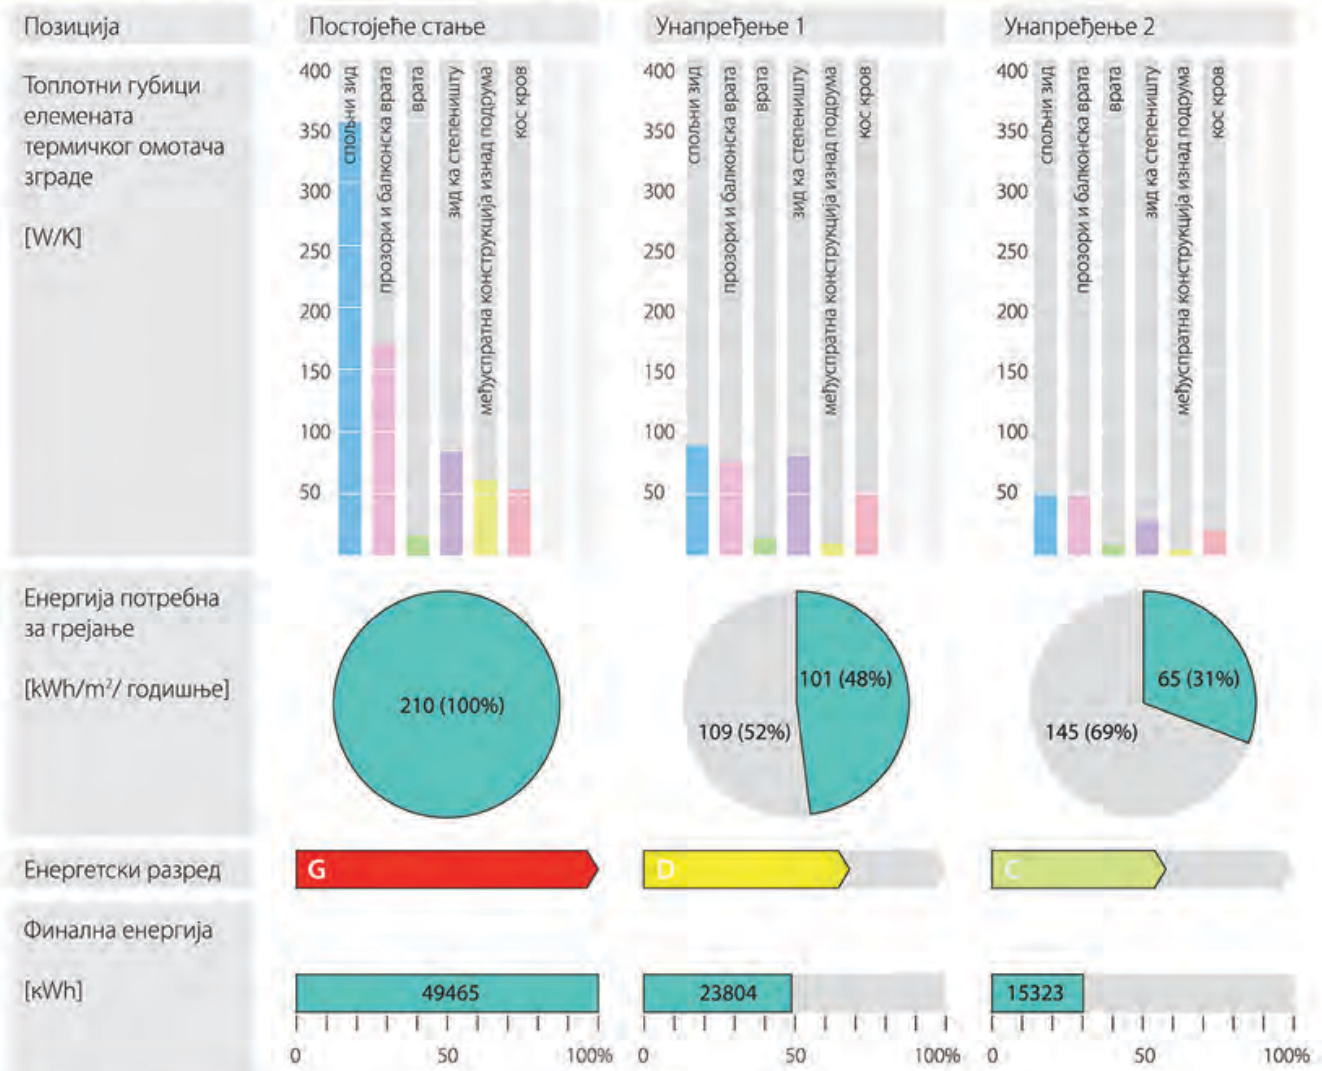 Позиција
Постојеће стање
Унапређење 1
Унапређење 2
Топлотни губици
елемената
термичког омотача
зграде
[W/K]
400
350
300
250
200
150
100
50
спољни зид
прозори и балконска врата
врата
зид ка степеништу
међуспратна конструкција изнад подрума
кос кров
400
350
300
250
200
150
100
50
спољни зид
прозори и балконска врата
врата
зид ка степеништу
међуспратна конструкција изнад подрума
кос кров
400
350
300
250
200
150
100
50
спољни зид
прозори и балконска врата
врата
зид ка степеништу
међуспратна конструкција изнад подрума
кос кров
Енергија потребна
за грејање
[kWh/m²/ годишње]
210 (100%)
101 (48%)
109 (52%)
65 (31%)
145 (69%)
Енергетски разред
G
D
C
Финална енергија
[кWh]
49465
23804
15323
0 50 100%
0 50 100%
0 50 100%